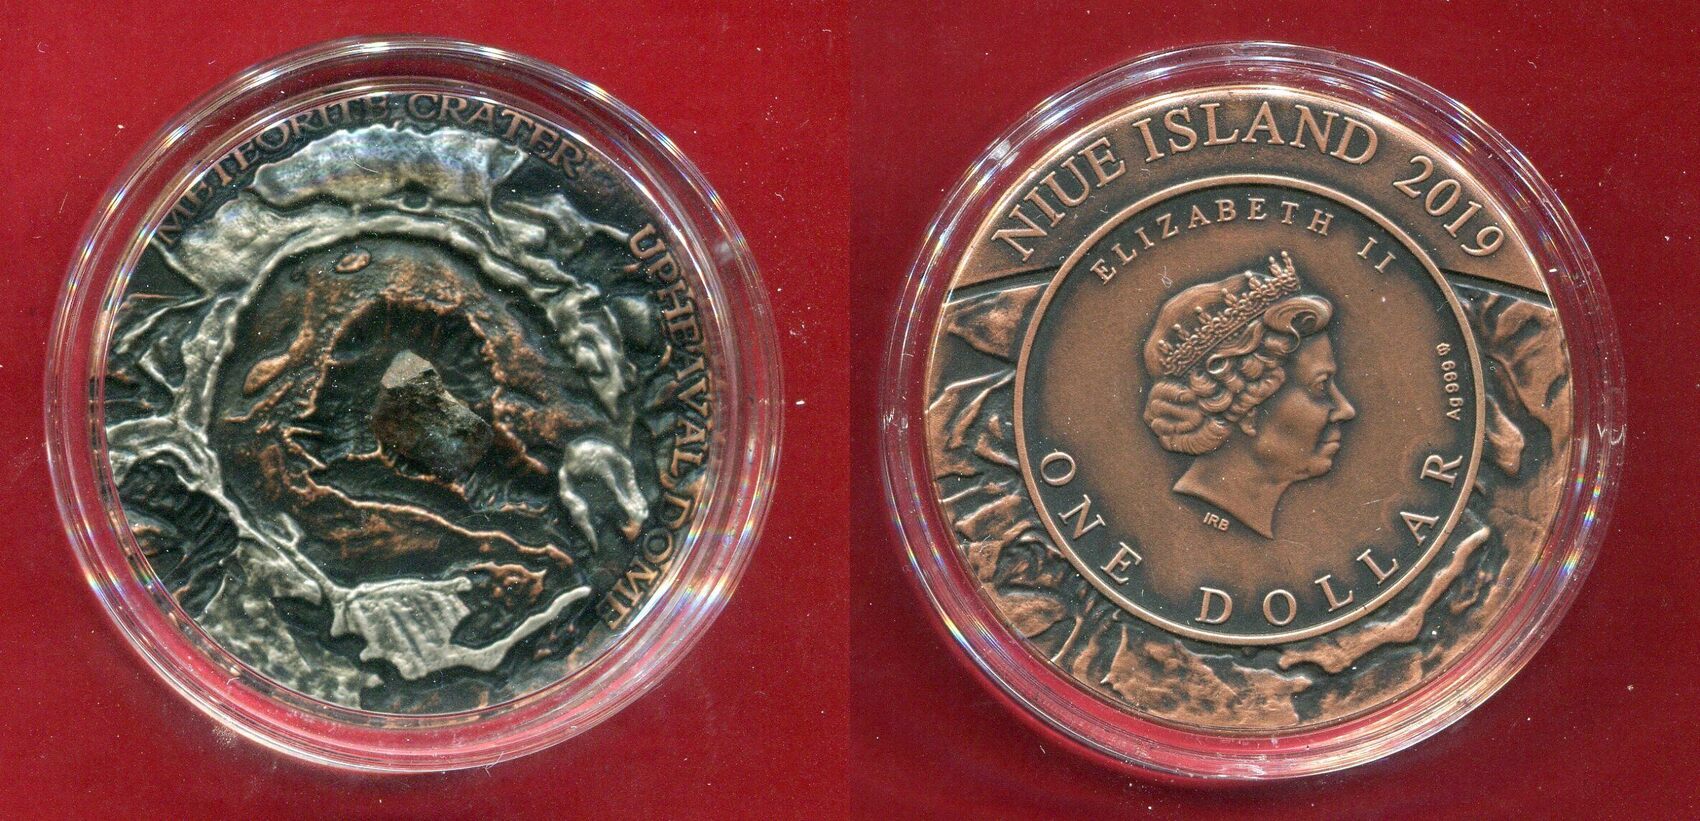 METEORITE CRATER
UPHEAVAL DOME
NIUE ISLAND 2019
ELIZABETH II
Ag 999
IRB
ONE DOLLAR